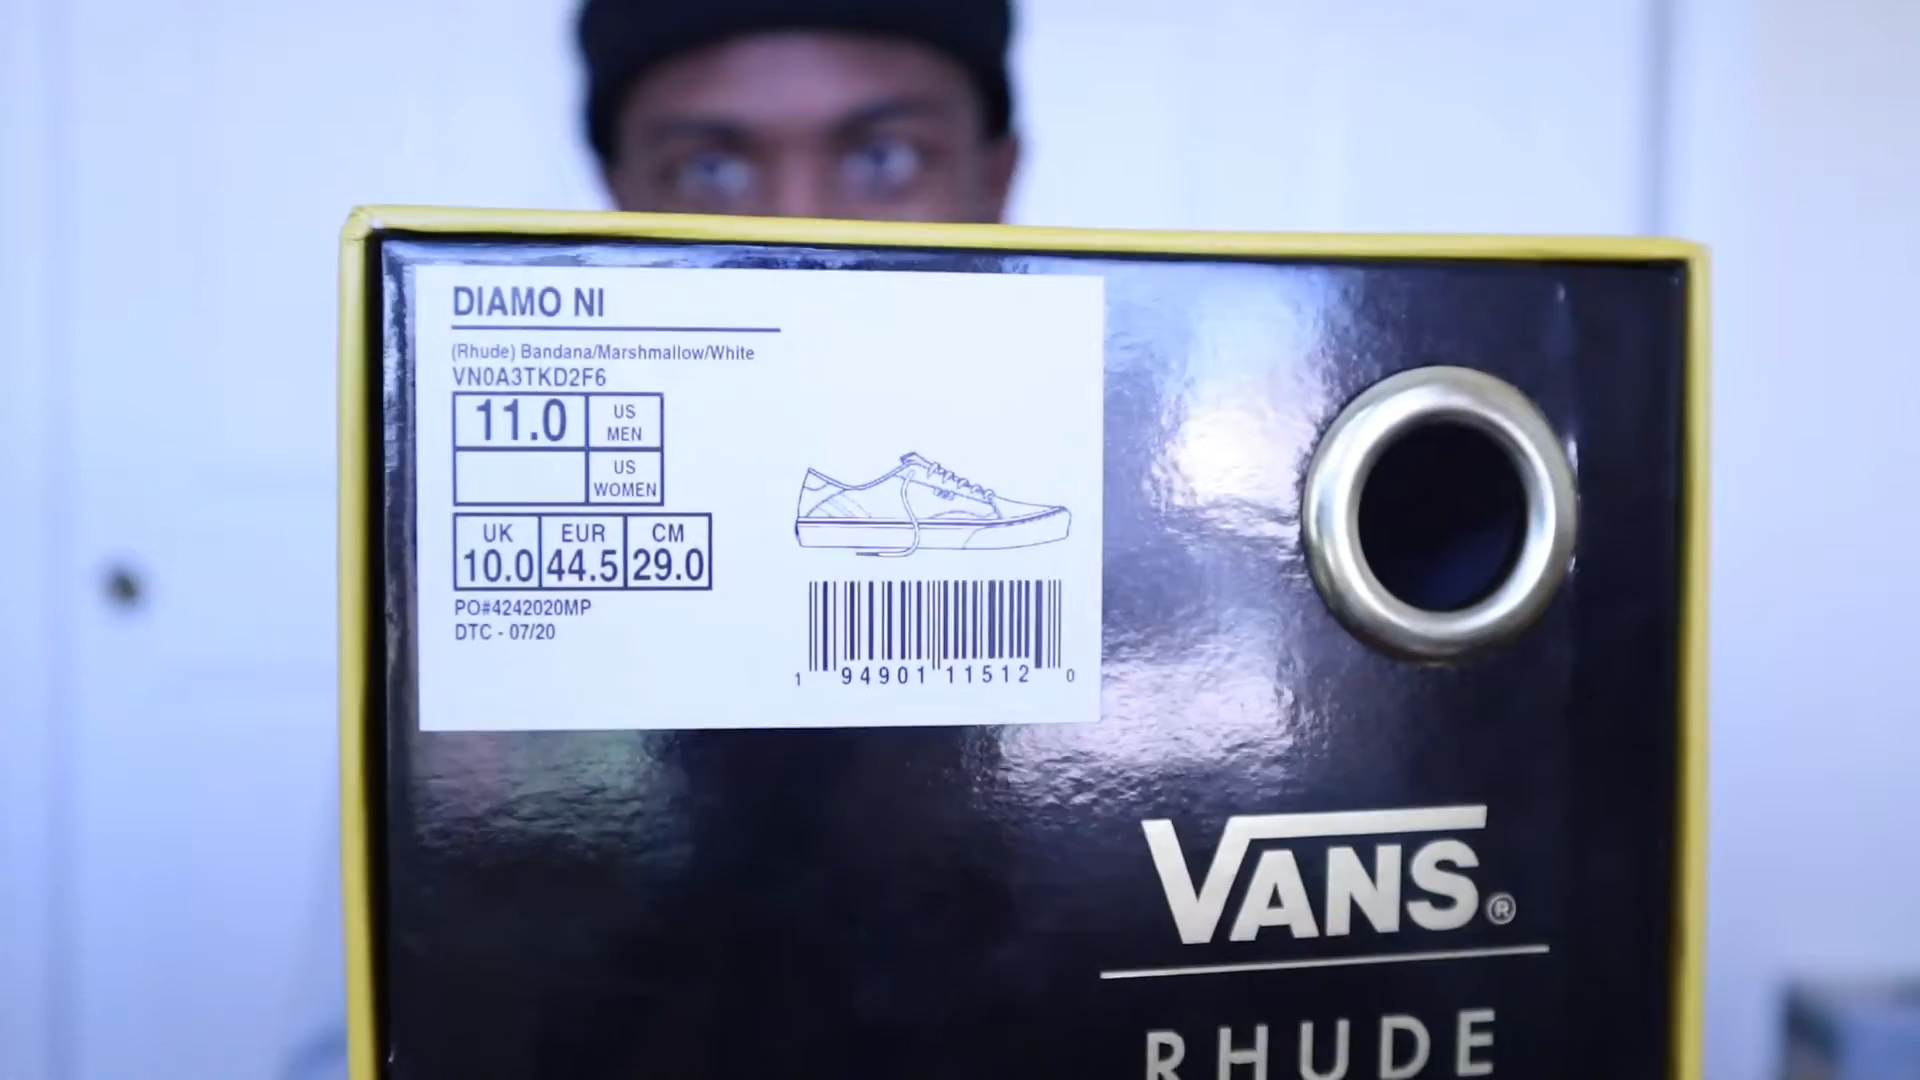 DIAMO NI
(Rhude) Bandana/Marshmallow/White
VN0A3TKD2F6
11.0 US MEN
US WOMEN
UK EUR CM
10.0 44.5 29.0
PO#4242020MP
DTC - 07/20
1 94901 11512 0
VANS®
RHUDE